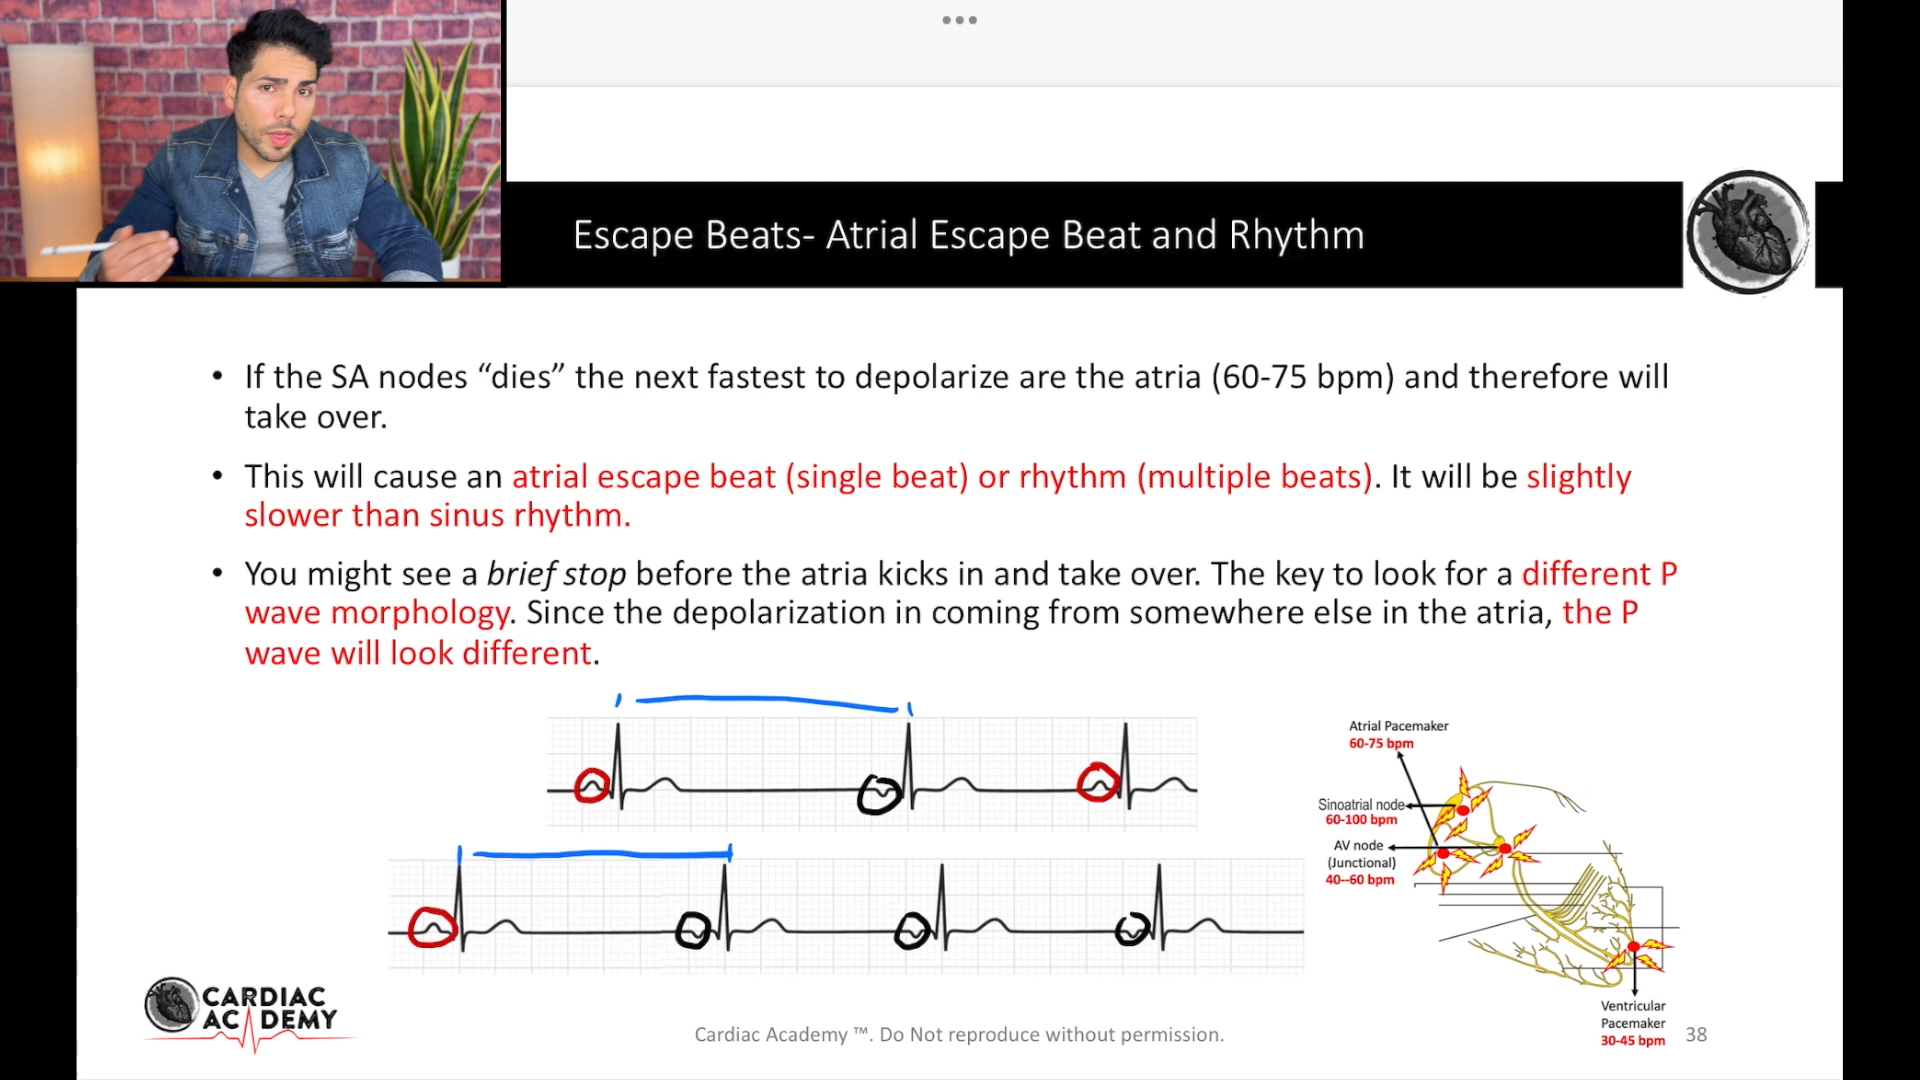 Escape Beats- Atrial Escape Beat and Rhythm
• If the SA nodes “dies” the next fastest to depolarize are the atria (60-75 bpm) and therefore will
take over.
• This will cause an atrial escape beat (single beat) or rhythm (multiple beats). It will be slightly
slower than sinus rhythm.
• You might see a brief stop before the atria kicks in and take over. The key to look for a different P
wave morphology. Since the depolarization in coming from somewhere else in the atria, the P
wave will look different.
Atrial Pacemaker
60-75 bpm
Sinoatrial node
60-100 bpm
AV node
(Junctional)
40--60 bpm
Ventricular
Pacemaker
30-45 bpm
CARDIAC
ACADEMY
Cardiac Academy ™. Do Not reproduce without permission.
38